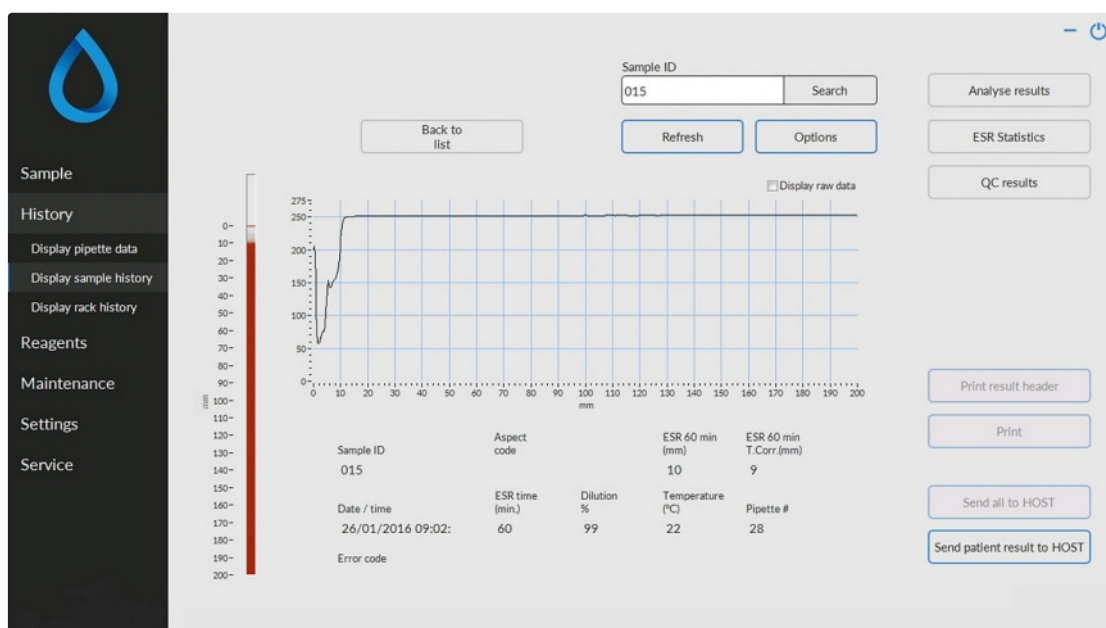 Sample ID
015
Search
Analyse results
Back to
list
Refresh
Options
ESR Statistics
QC results
Display raw data
Sample
History
Display pipette data
Display sample history
Display rack history
Reagents
Maintenance
Settings
Service
0
10
20
30
40
50
60
70
80
90
100
110
120
130
140
150
160
170
180
190
200
mm
275
250
200
150
100
50
0
0 10 20 30 40 50 60 70 80 90 100 110 120 130 140 150 160 170 180 190 200
mm
Sample ID
015
Aspect
code
ESR 60 min
(mm)
10
ESR 60 min
T.Corr.(mm)
9
Date / time
26/01/2016 09:02:
ESR time
(min.)
60
Dilution
%
99
Temperature
(ºC)
22
Pipette #
28
Error code
Print result header
Print
Send all to HOST
Send patient result to HOST